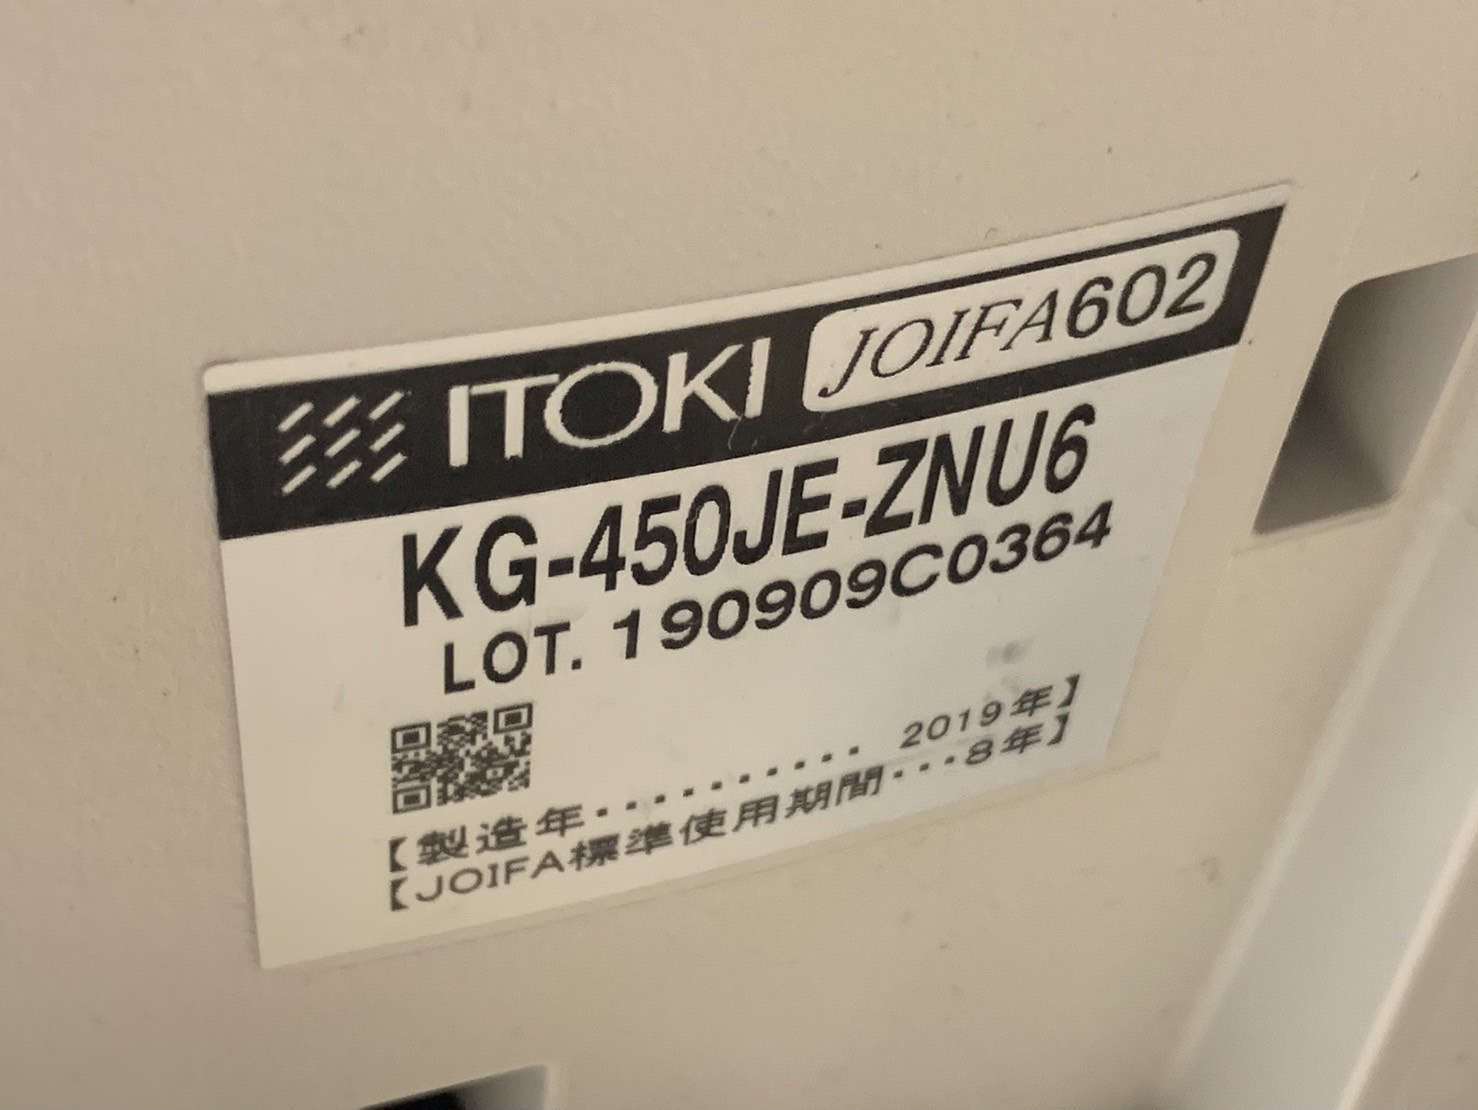 ITOKI JOIFA602
KG-450JE-ZNU6
LOT. 190909C0364
【製造年・・・・・・・・・・ 2019年】
【JOIFA標準使用期間・・・8年】